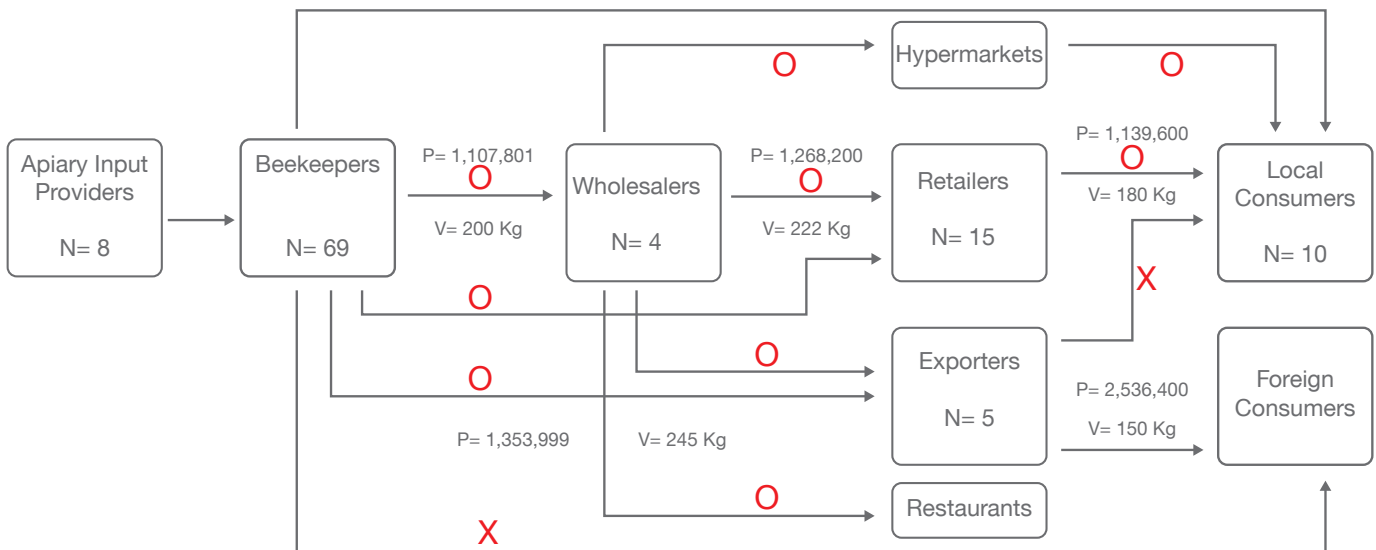 Hypermarkets
O
O
Apiary Input
Providers
N= 8
Beekeepers
N= 69
P= 1,107,801
O
V= 200 Kg
Wholesalers
N= 4
P= 1,268,200
O
V= 222 Kg
Retailers
N= 15
P= 1,139,600
O
V= 180 Kg
Local
Consumers
N= 10
O
X
O
O
Exporters
N= 5
P= 2,536,400
V= 150 Kg
Foreign
Consumers
P= 1,353,999
V= 245 Kg
O
Restaurants
X